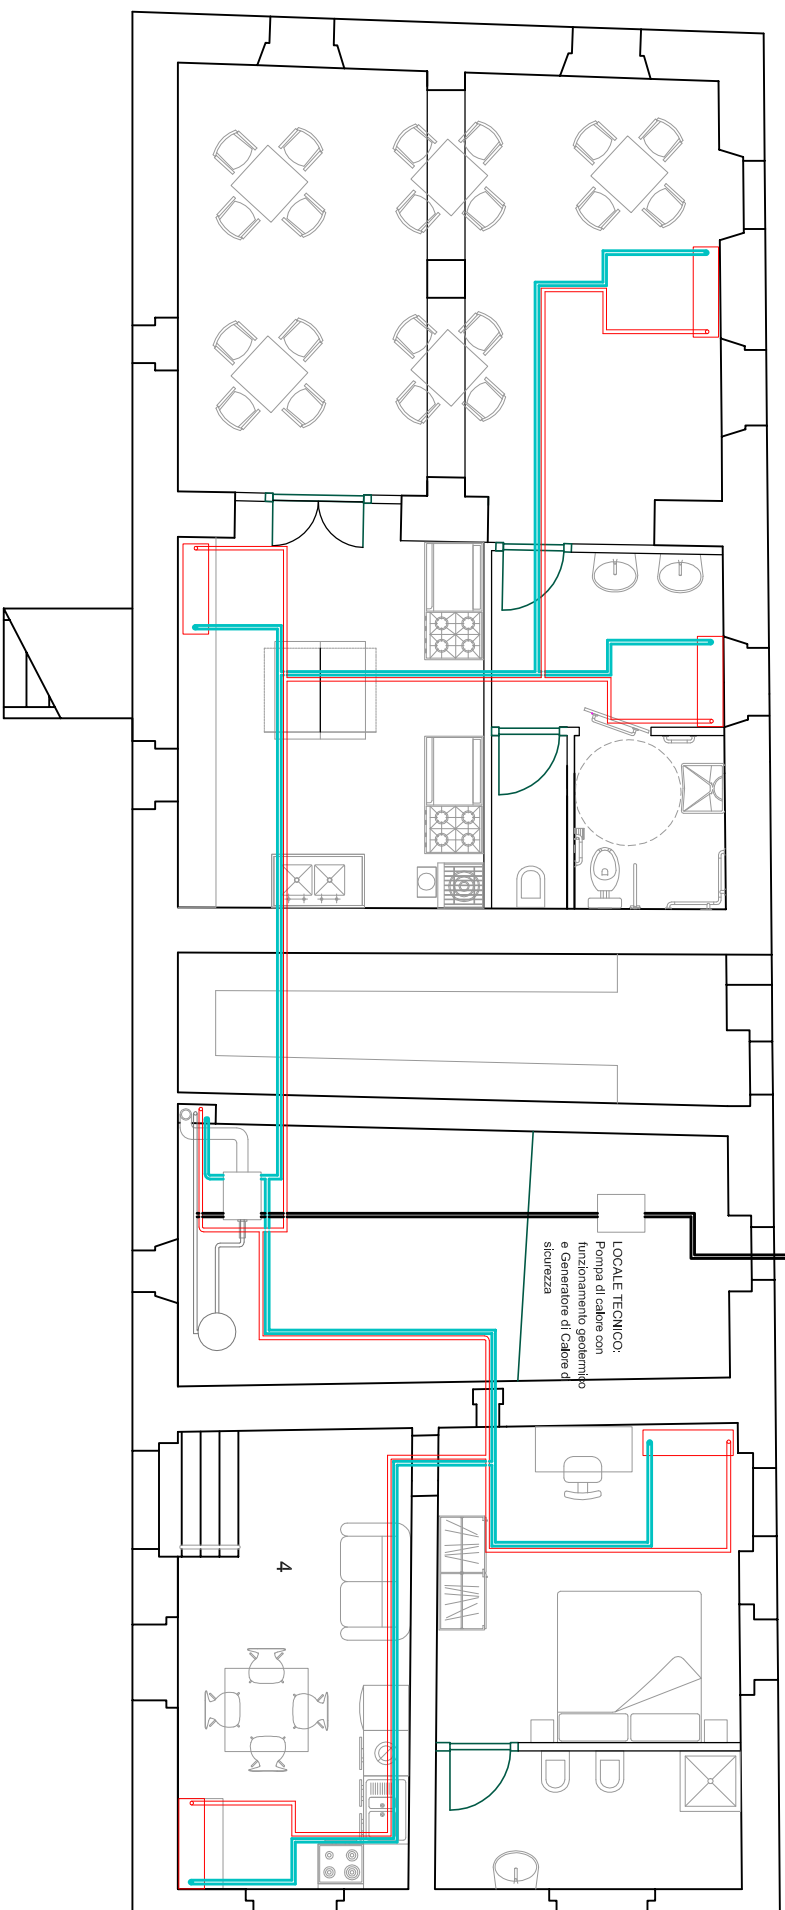 LOCALE TECNICO:
Pompa di calore con
funzionamento geotermico
e Generatore di Calore di
sicurezza
4